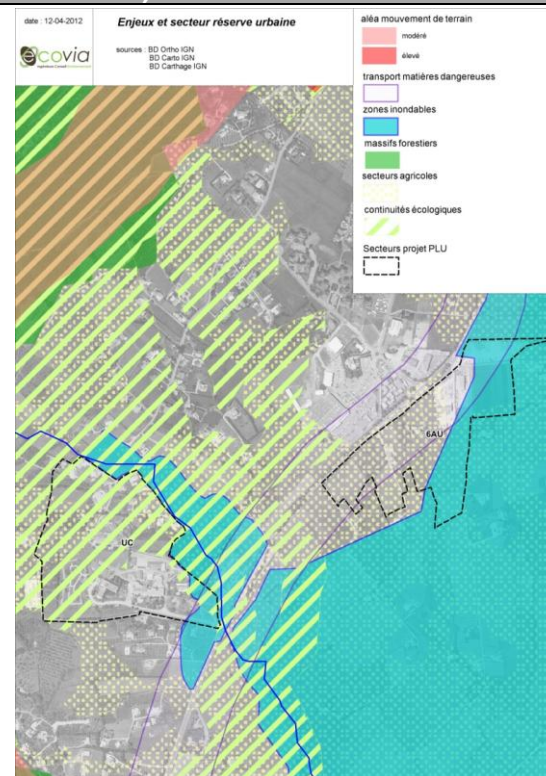 date : 12-04-2012
ecovia
Enjeux et secteur réserve urbaine
sources : BD Ortho IGN
BD Carto IGN
BD Carthage IGN
aléa mouvement de terrain
modéré
élevé
transport matières dangereuses
zones inondables
massifs forestiers
secteurs agricoles
continuités écologiques
Secteurs projet PLU
6AU
UC